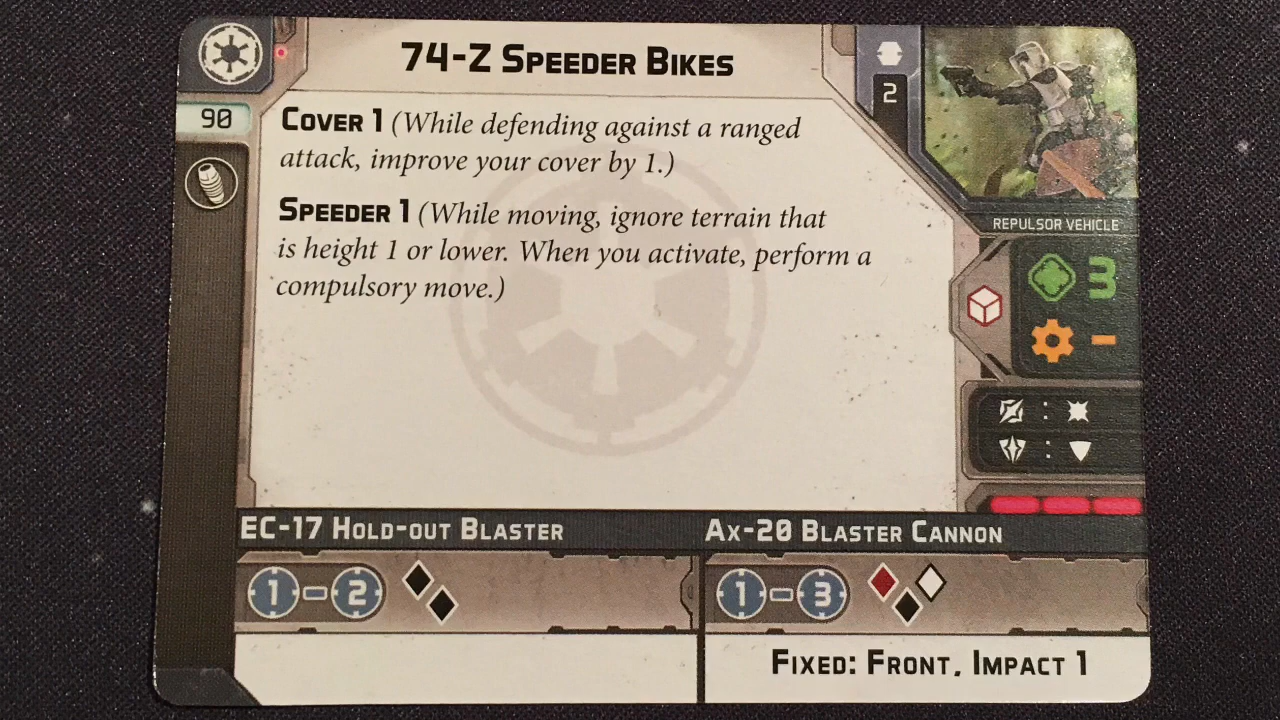 74-Z Speeder Bikes
2
90
Cover 1 (While defending against a ranged
attack, improve your cover by 1.)
Speeder 1 (While moving, ignore terrain that
is height 1 or lower. When you activate, perform a
compulsory move.)
REPULSOR VEHICLE
3
-
:
:
EC-17 Hold-out Blaster
1-2
Ax-20 Blaster Cannon
1-3
Fixed: Front, Impact 1